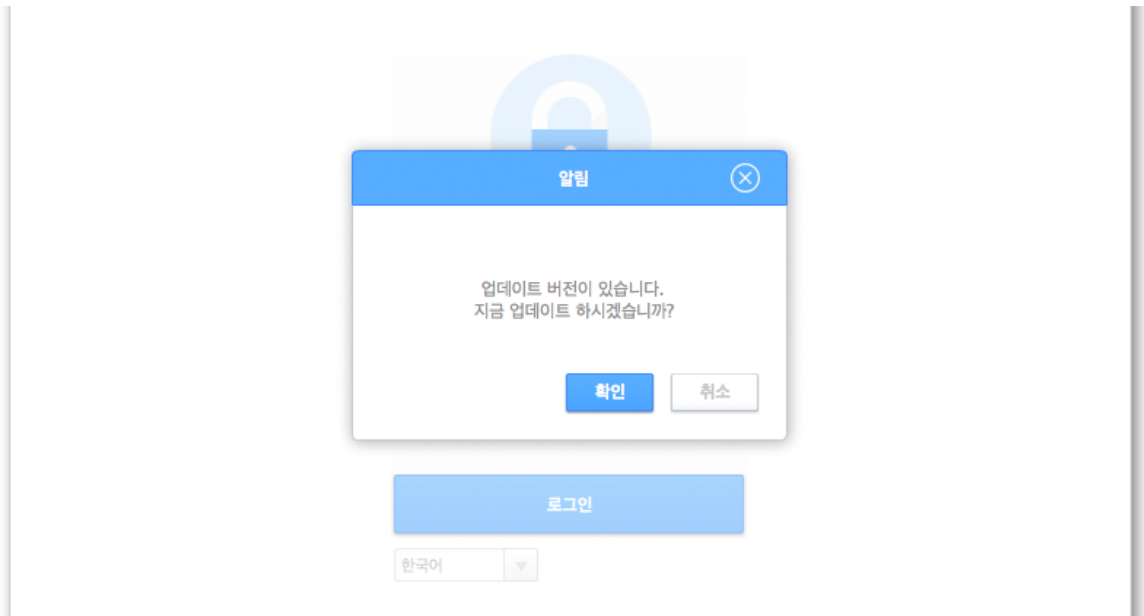 알림
업데이트 버전이 있습니다.
지금 업데이트 하시겠습니까?
확인
취소
로그인
한국어